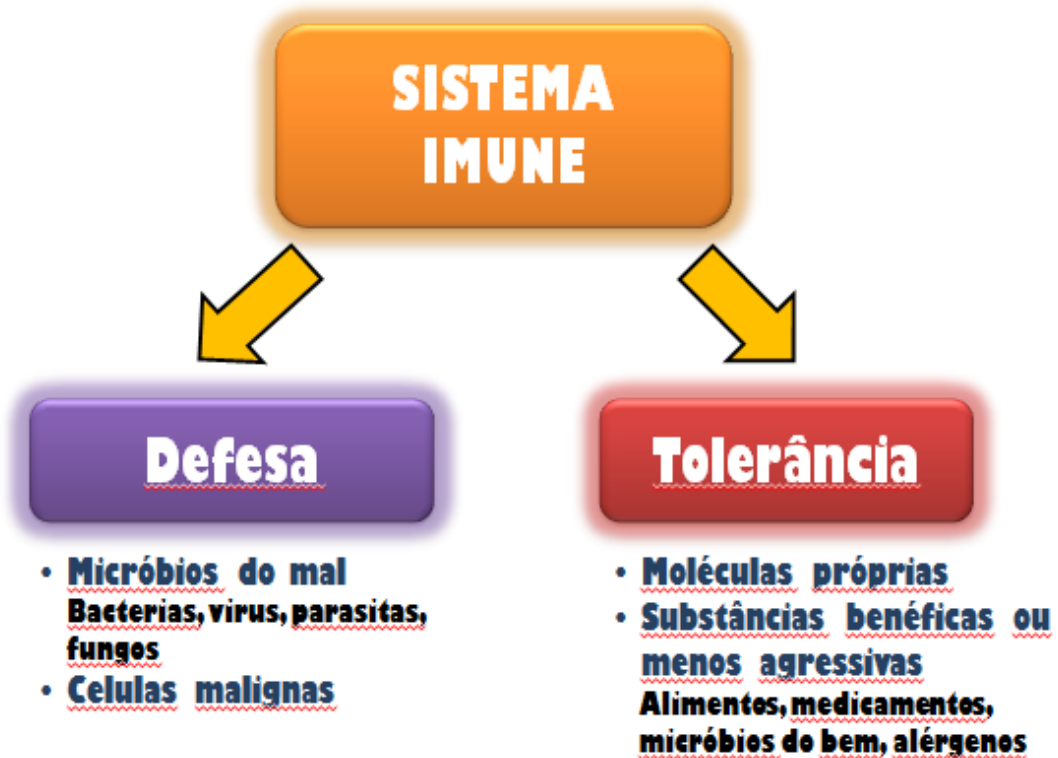 SISTEMA
IMUNE
Defesa
• Micróbios do mal
Bacterias, virus, parasitas,
fungos
• Celulas malignas
Tolerância
• Moléculas próprias
• Substâncias benéficas ou
menos agressivas
Alimentos, medicamentos,
micróbios do bem, alérgenos